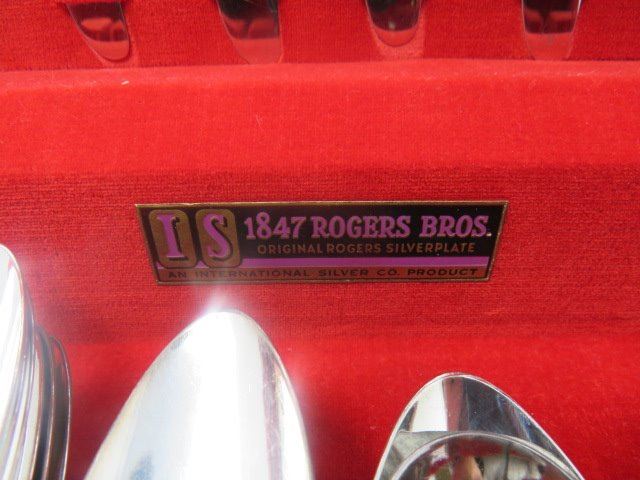 IS 1847 ROGERS BROS.
ORIGINAL ROGERS SILVERPLATE
AN INTERNATIONAL SILVER CO. PRODUCT